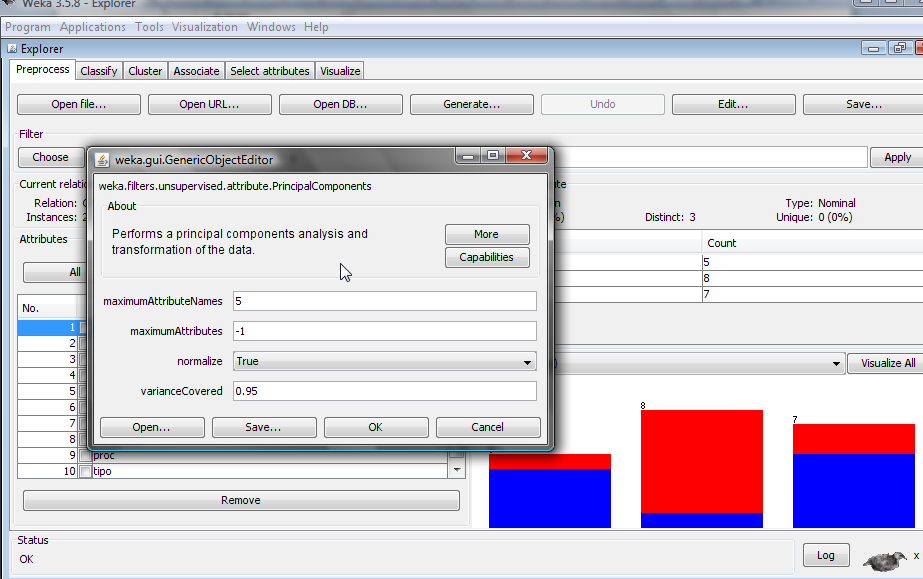 Weka 3.5.8 - Explorer
Program Applications Tools Visualization Windows Help
Explorer
Preprocess Classify Cluster Associate Select attributes Visualize
Open file... Open URL... Open DB... Generate... Undo Edit... Save...
Filter
Choose Apply
weka.gui.GenericObjectEditor
weka.filters.unsupervised.attribute.PrincipalComponents
About
Performs a principal components analysis and
transformation of the data.
More
Capabilities
maximumAttributeNames 5
maximumAttributes -1
normalize True
varianceCovered 0.95
Open... Save... OK Cancel
Current relatio
Relation:
Instances:
Type: Nominal
Distinct: 3 Unique: 0 (0%)
Attributes
All
No.
1
2
3
4
5
6
7
8
9 proc
10 tipo
Remove
Count
5
8
7
Visualize All
8
7
Status
OK
Log
x